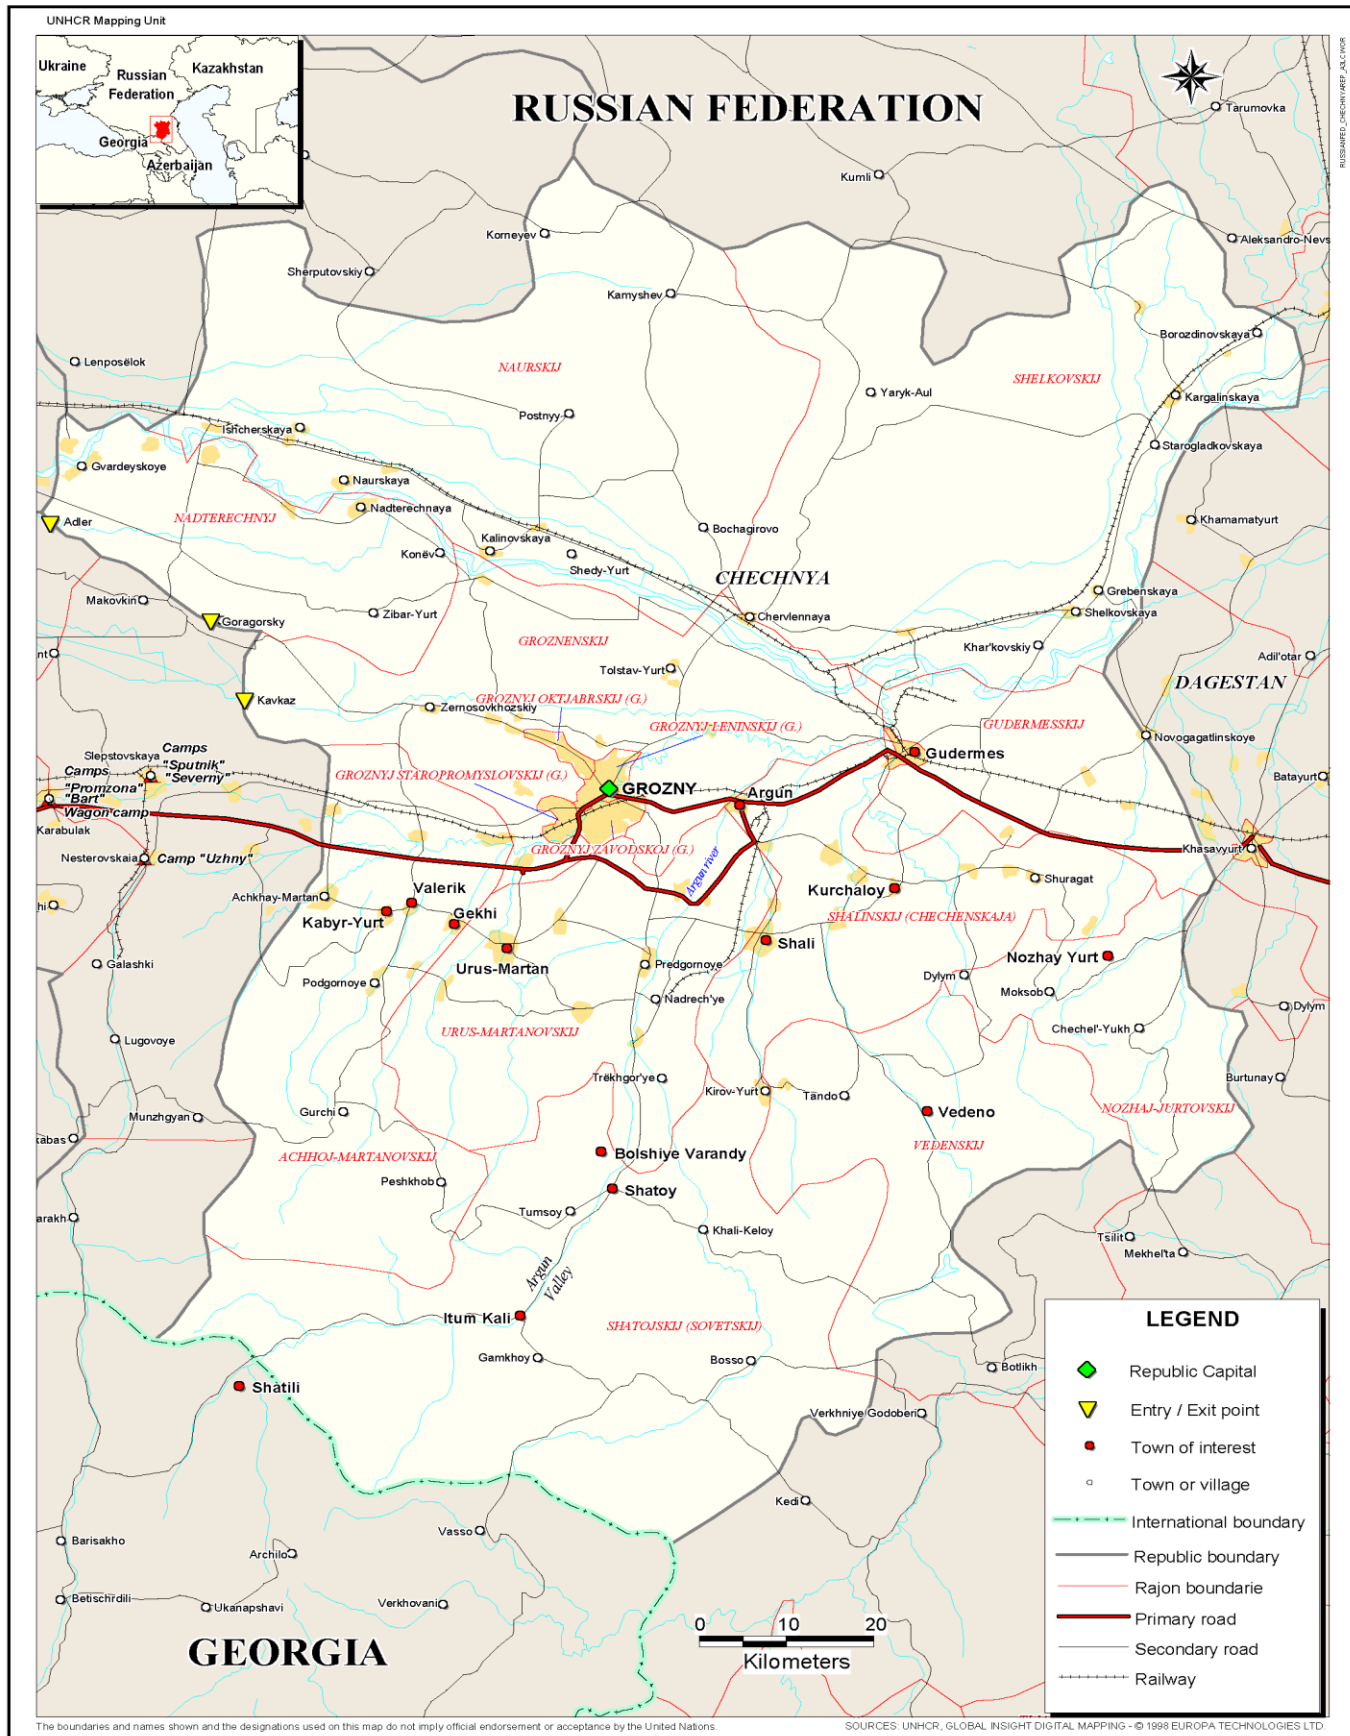 UNHCR Mapping Unit
RUSSIANFED_CHECHNYAREP_A3LC.WOR
Ukraine
Russian
Federation
Kazakhstan
Georgia
Azerbaijan
RUSSIAN FEDERATION
Tarumovka
Kumli
Korneyev
Aleksandro-Nevs
Sherputovskiy
Kamyshev
Borozdinovskaya
Lenposëlok
NAURSKIJ
SHELKOVSKIJ
Yaryk-Aul
Kargalinskaya
Postnyy
Ishcherskaya
Starogladkovskaya
Gvardeyskoye
Naurskaya
Nadterechnaya
NADTERECHNYJ
Adler
Khamamatyurt
Bochagirovo
Kalinovskaya
Konëv
Shedy-Yurt
CHECHNYA
Grebenskaya
Makovkin
Zibar-Yurt
Chervlennaya
Shelkovskaya
Goragorsky
GROZNENSKIJ
Khar'kovskiy
nt
Adil'otar
Tolstav-Yurt
DAGESTAN
Kavkaz
GROZNYJ OKTJABRSKIJ (G.)
Zernosovkhozskiy
GROZNYJ-LENINSKIJ (G.)
GUDERMESSKIJ
Novogagatlinskoye
Slepstovskaya
Camps
"Sputnik"
"Severny"
Gudermes
Camps
"Promzona"
"Bart"
Wagon camp
GROZNYJ STAROPROMYSLOVSKIJ (G.)
Batayurt
GROZNY
Argun
Karabulak
Nesterovskaia
Camp "Uzhny"
GROZNYJ ZAVODSKOJ (G.)
Argun river
Khasavyurt
Achkhay-Martan
Valerik
Kurchaloy
Shuragat
hi
Kabyr-Yurt
Gekhi
SHALINSKIJ (CHECHENSKAJA)
Shali
Galashki
Urus-Martan
Predgornoye
Nozhay Yurt
Podgornoye
Dylym
Moksob
Nadrech'ye
Dylym
URUS-MARTANOVSKIJ
Chechel'-Yukh
Lugovoye
Trëkhgor'ye
Kirov-Yurt
Tando
Burtunay
Munzhgyan
Gurchi
Vedeno
NOZHAJ-JURTOVSKIJ
kabas
ACHHOJ-MARTANOVSKIJ
Bolshiye Varandy
VEDENSKIJ
Peshkhob
Shatoy
arakh
Tumsoy
Khali-Keloy
Tsilit
Mekhel'ta
Argun
Valley
Itum Kali
SHATOJSKIJ (SOVETSKIJ)
Gamkhoy
Bosso
Botlikh
Shatili
Verkhniye Godoberi
Kedi
Vasso
Barisakho
Archilo
Betischrdili
Ukanapshavi
Verkhovani
GEORGIA
0 10 20
Kilometers
LEGEND
Republic Capital
Entry / Exit point
Town of interest
Town or village
International boundary
Republic boundary
Rajon boundarie
Primary road
Secondary road
Railway
The boundaries and names shown and the designations used on this map do not imply official endorsement or acceptance by the United Nations.
SOURCES: UNHCR, GLOBAL INSIGHT DIGITAL MAPPING - © 1998 EUROPA TECHNOLOGIES LTD.